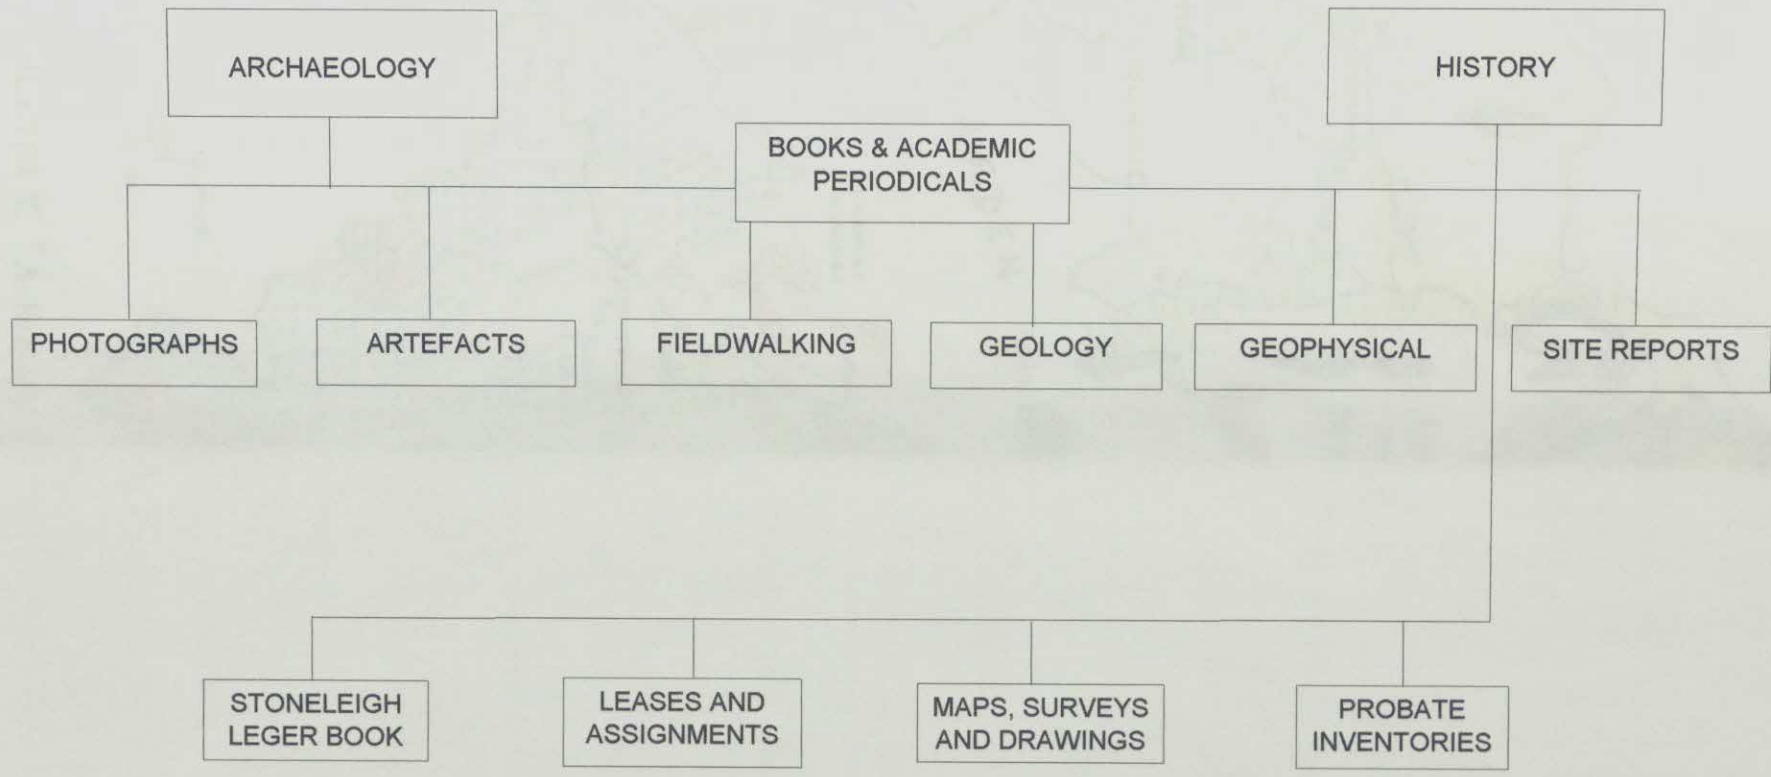 ARCHAEOLOGY
HISTORY
BOOKS & ACADEMIC
PERIODICALS
PHOTOGRAPHS
ARTEFACTS
FIELDWALKING
GEOLOGY
GEOPHYSICAL
SITE REPORTS
STONELEIGH
LEGER BOOK
LEASES AND
ASSIGNMENTS
MAPS, SURVEYS
AND DRAWINGS
PROBATE
INVENTORIES